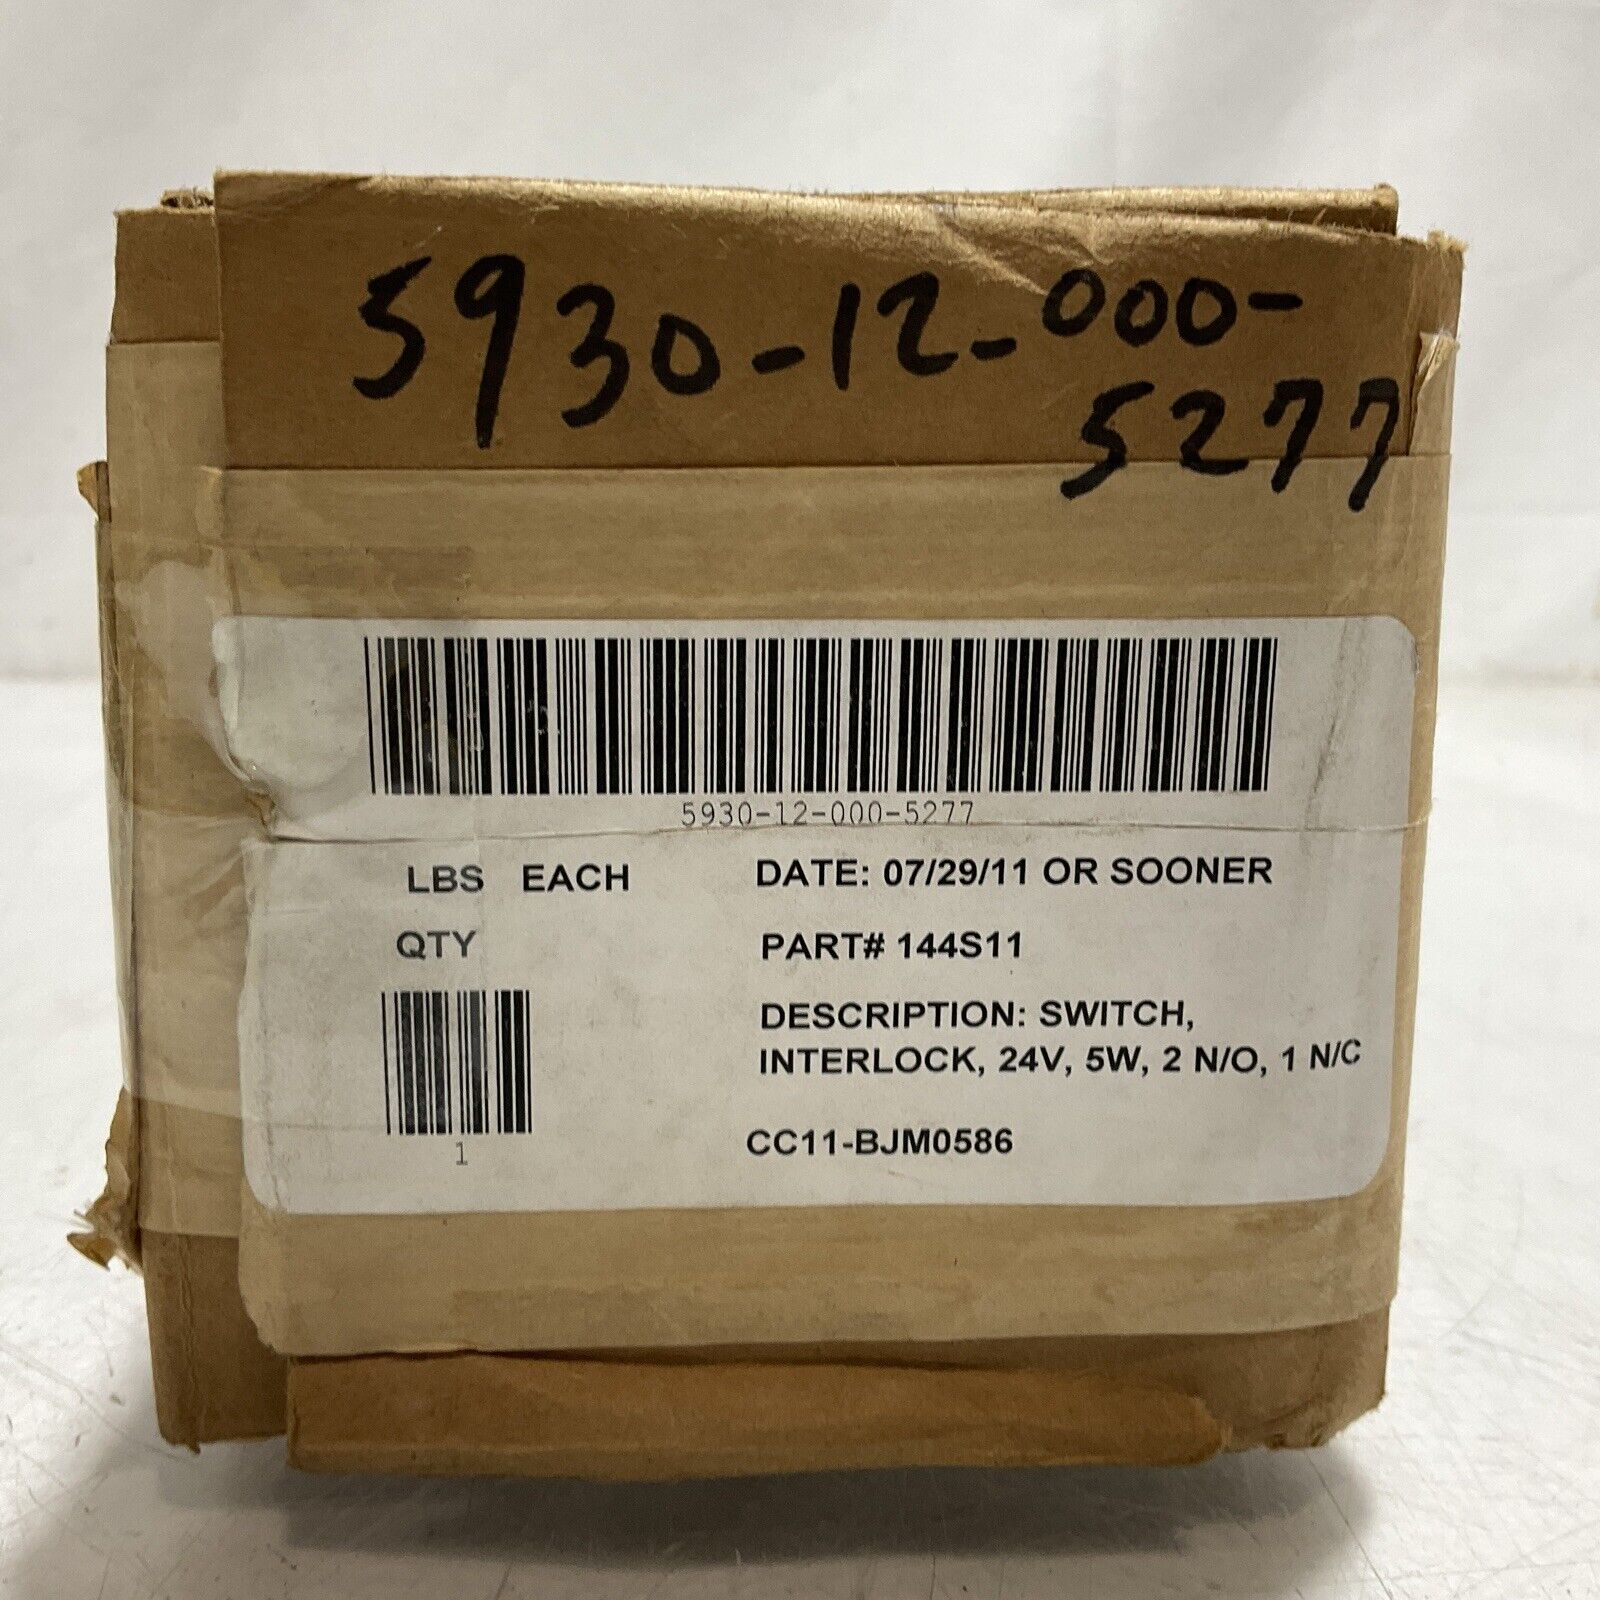 5930-12-000-
5277
5930-12-000-5277
LBS EACH
DATE: 07/29/11 OR SOONER
QTY
PART# 144S11
DESCRIPTION: SWITCH,
INTERLOCK, 24V, 5W, 2 N/O, 1 N/C
1
CC11-BJM0586